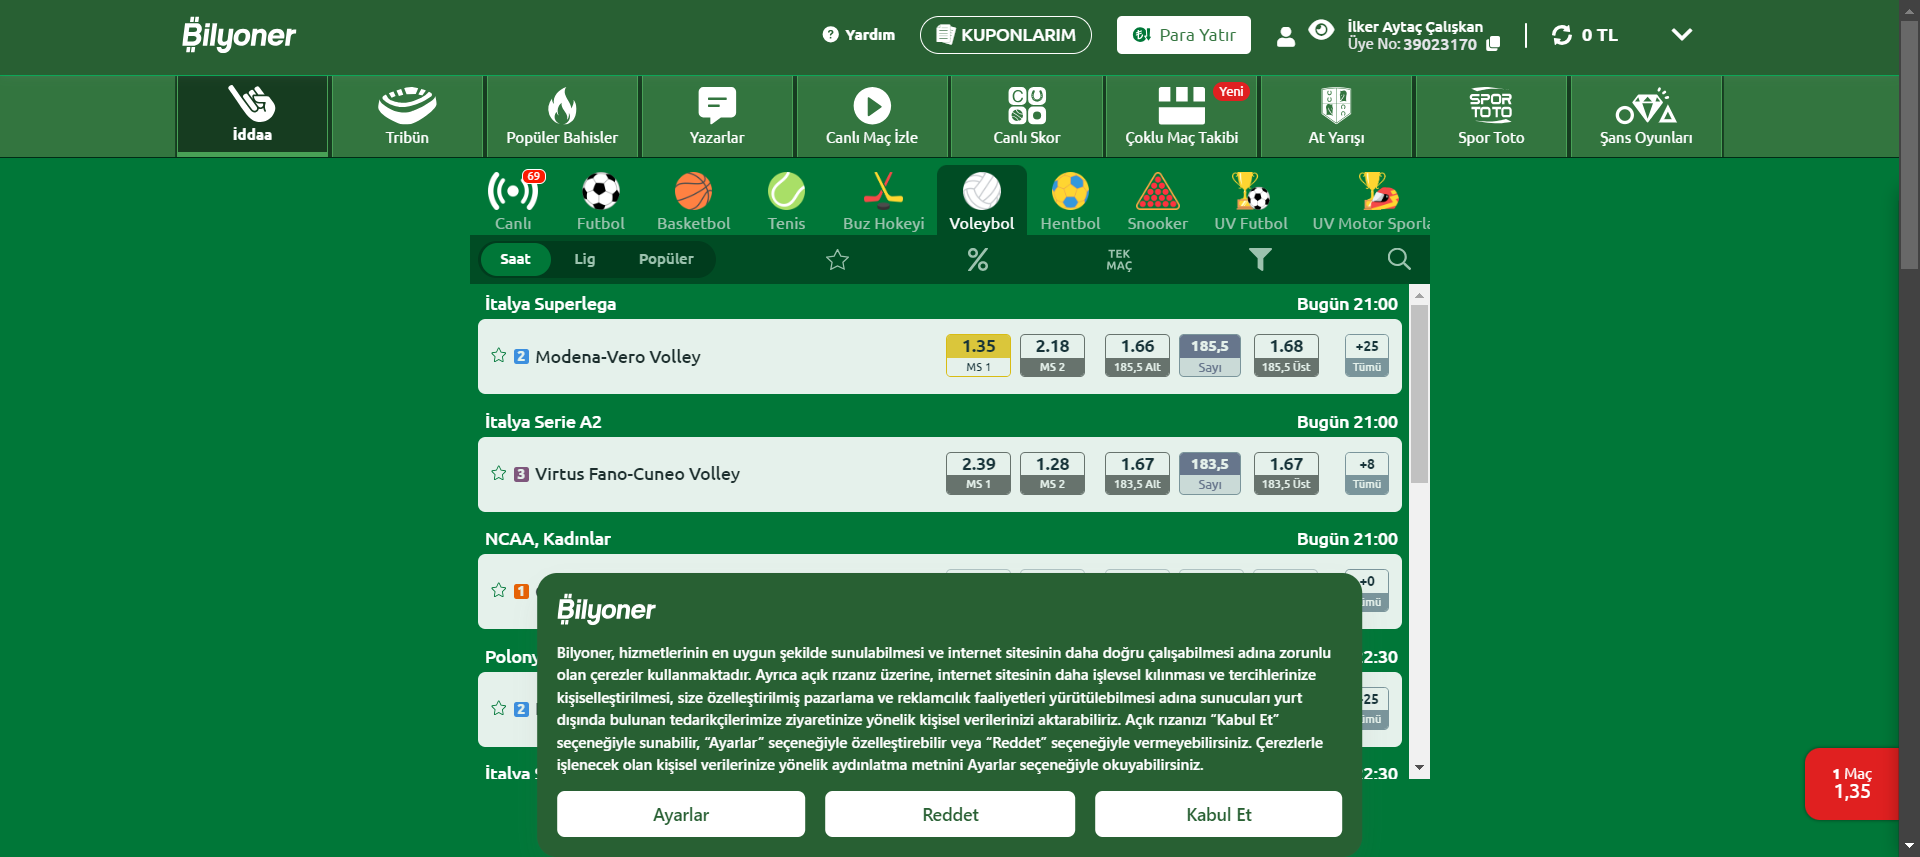 Bilyoner
Yardım
KUPONLARIM
Para Yatır
İlker Aytaç Çalışkan
Üye No: 39023170
0 TL
İddaa
Tribün
Popüler Bahisler
Yazarlar
Canlı Maç İzle
Canlı Skor
Yeni
Çoklu Maç Takibi
At Yarışı
SPOR TOTO
Spor Toto
Şans Oyunları
69
Canlı
Futbol
Basketbol
Tenis
Buz Hokeyi
Voleybol
Hentbol
Snooker
UV Futbol
UV Motor Sporla
Saat
Lig
Popüler
%
TEK
MAÇ
İtalya Superlega
Bugün 21:00
2 Modena-Vero Volley
1.35
MS 1
2.18
MS 2
1.66
185,5 Alt
185,5
Sayı
1.68
185,5 Üst
+25
Tümü
İtalya Serie A2
Bugün 21:00
3 Virtus Fano-Cuneo Volley
2.39
MS 1
1.28
MS 2
1.67
183,5 Alt
183,5
Sayı
1.67
183,5 Üst
+8
Tümü
NCAA, Kadınlar
Bugün 21:00
1
+0
ümü
Polony
2:30
2
25
ümü
İtalya S
2:30
Bilyoner
Bilyoner, hizmetlerinin en uygun şekilde sunulabilmesi ve internet sitesinin daha doğru çalışabilmesi adına zorunlu
olan çerezler kullanmaktadır. Ayrıca açık rızanız üzerine, internet sitesinin daha işlevsel kılınması ve tercihlerinize
kişiselleştirilmesi, size özelleştirilmiş pazarlama ve reklamcılık faaliyetleri yürütülebilmesi adına sunucuları yurt
dışında bulunan tedarikçilerimize ziyaretinize yönelik kişisel verilerinizi aktarabiliriz. Açık rızanızı “Kabul Et”
seçeneğiyle sunabilir, “Ayarlar” seçeneğiyle özelleştirebilir veya “Reddet” seçeneğiyle vermeyebilirsiniz. Çerezlerle
işlenecek olan kişisel verilerinize yönelik aydınlatma metnini Ayarlar seçeneğiyle okuyabilirsiniz.
Ayarlar
Reddet
Kabul Et
1 Maç
1,35